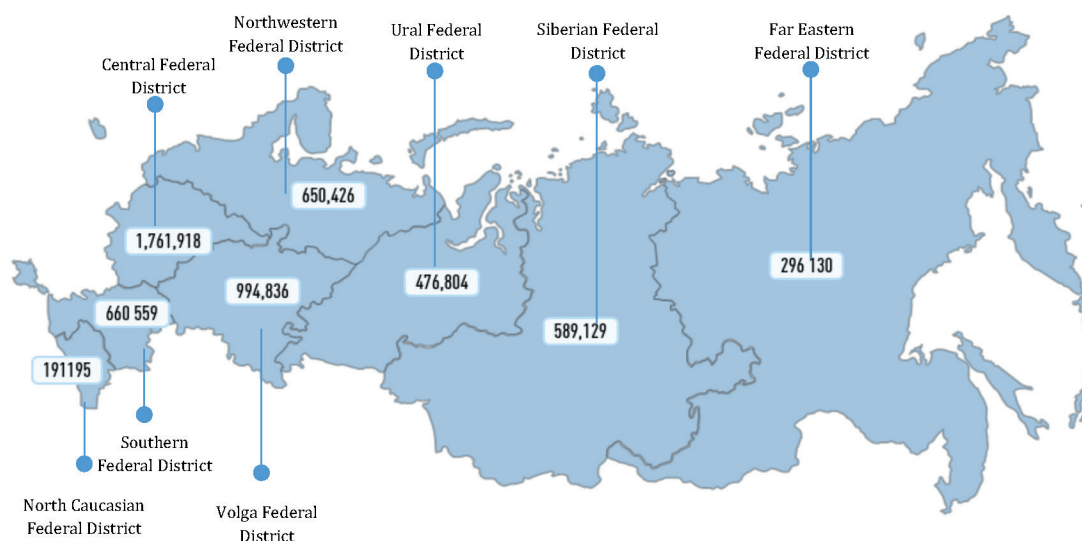 Northwestern
Federal District
Ural Federal
District
Siberian Federal
District
Far Eastern
Federal District
Central Federal
District
650,426
1,761,918
296 130
476,804
994,836
660 559
589,129
191195
Southern
Federal District
North Caucasian
Federal District
Volga Federal
District